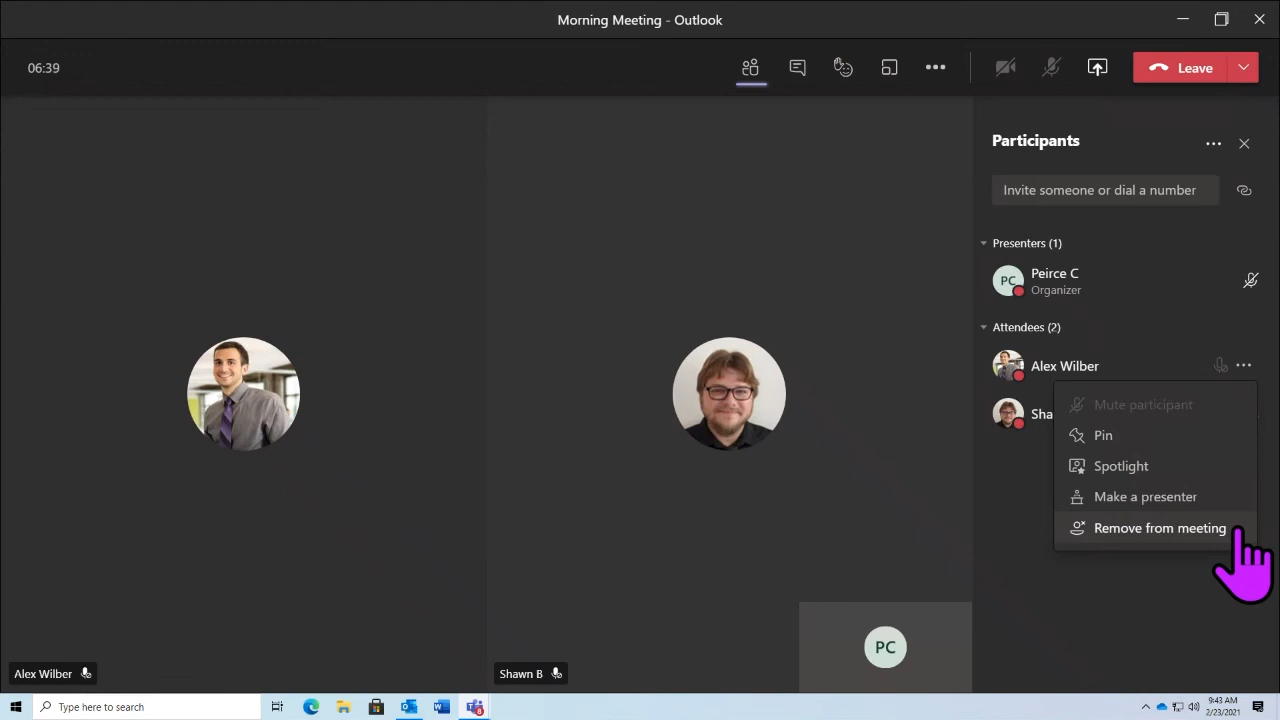 Morning Meeting - Outlook
06:39
Leave
Participants
Invite someone or dial a number
Presenters (1)
PC
Peirce C
Organizer
Attendees (2)
Alex Wilber
Sha
Mute participant
Pin
Spotlight
Make a presenter
Remove from meeting
PC
Alex Wilber
Shawn B
Type here to search
8
9:43 AM
2/23/2021